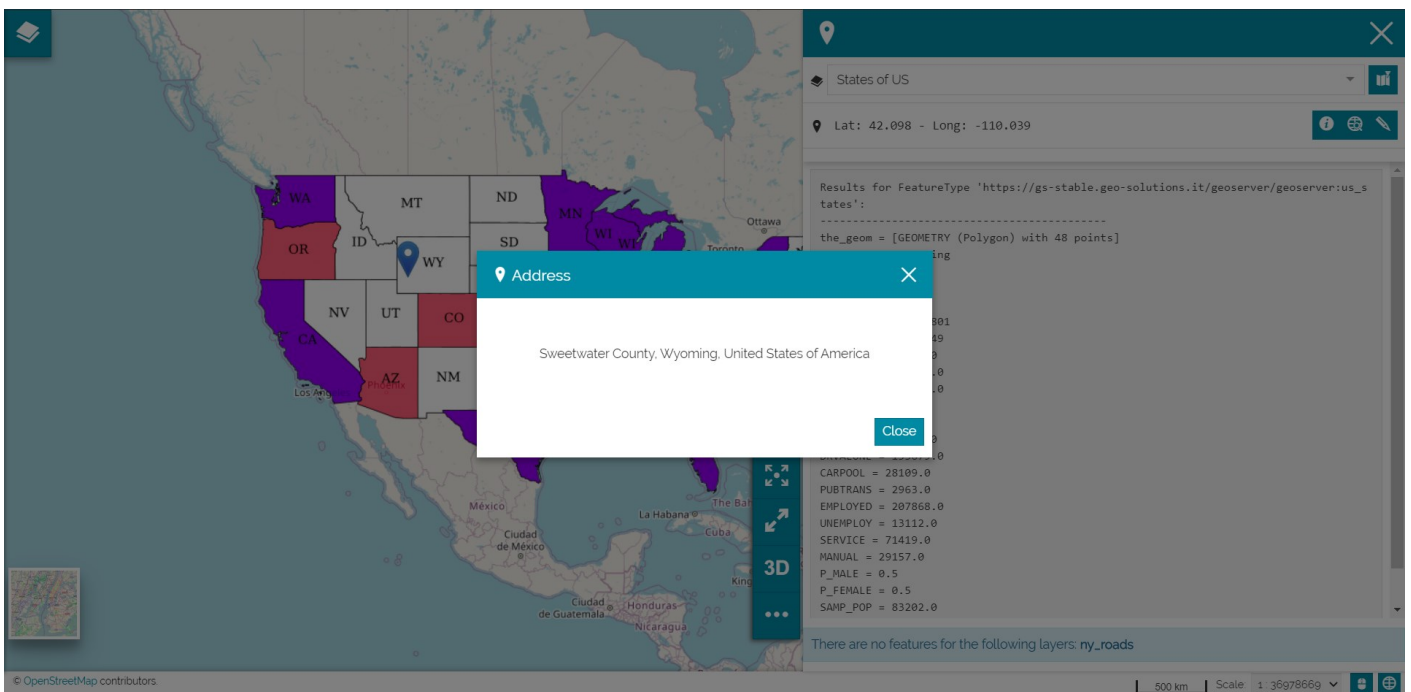 States of US
Lat: 42.098 - Long: -110.039
Results for FeatureType 'https://gs-stable.geo-solutions.it/geoserver/geoserver:us_s
tates':
--------------------------------------------
the_geom = [GEOMETRY (Polygon) with 48 points]
CARPOOL = 28109.0
PUBTRANS = 2963.0
EMPLOYED = 207868.0
UNEMPLOY = 13112.0
SERVICE = 71419.0
MANUAL = 29157.0
P_MALE = 0.5
P_FEMALE = 0.5
SAMP_POP = 83202.0
There are no features for the following layers: ny_roads
Address
Sweetwater County, Wyoming, United States of America
Close
WA
MT
ND
MN
Ottawa
OR
ID
SD
WI
Toronto
WY
NV
UT
CO
CA
AZ
Phoenix
NM
Los Ang
México
La Habana
The Bah
Cuba
Ciudad
de México
3D
King
Ciudad
de Guatemala
Honduras
Nicaragua
© OpenStreetMap contributors.
500 km
Scale: 1 : 36978669